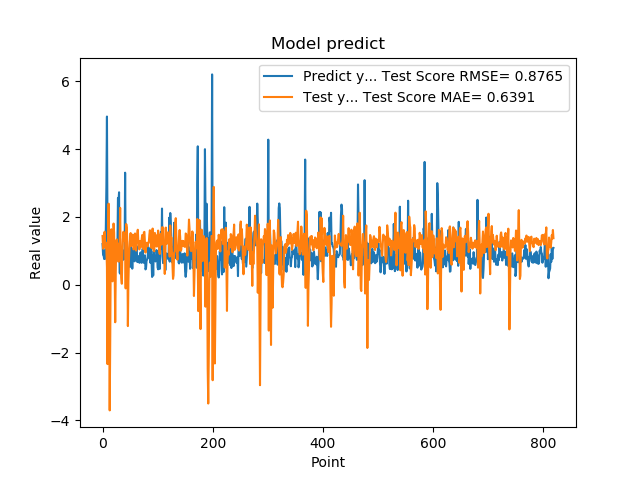 Model predict
Predict y... Test Score RMSE= 0.8765
Test y... Test Score MAE= 0.6391
6
4
2
0
−2
−4
Real value
0 200 400 600 800
Point